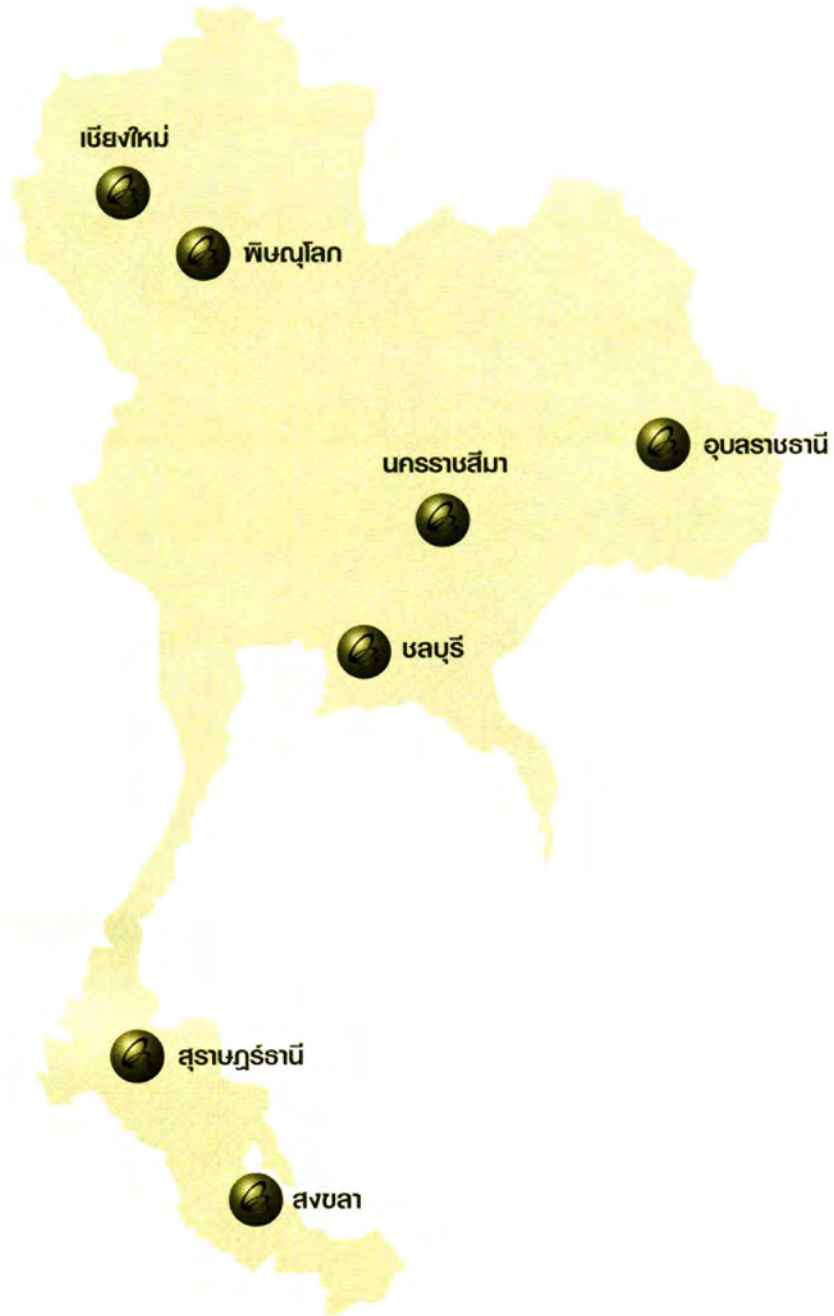 เชียงใหม่
พิษณุโลก
อุบลราชธานี
นครราชสีมา
ชลบุรี
สุราษฎร์ธานี
สงขลา